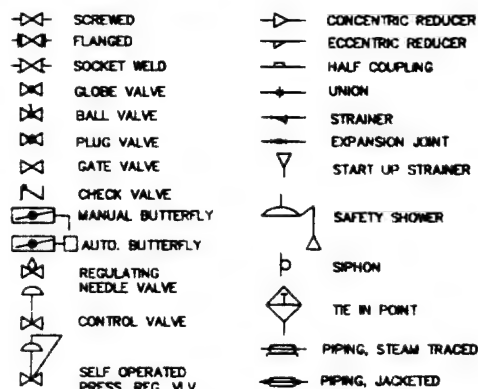 SCREWED
FLANGED
SOCKET WELD
GLOBE VALVE
BALL VALVE
PLUG VALVE
GATE VALVE
CHECK VALVE
MANUAL BUTTERFLY
AUTO. BUTTERFLY
REGULATING
NEEDLE VALVE
CONTROL VALVE
SELF OPERATED
PRESS. REG. VLV.
CONCENTRIC REDUCER
ECCENTRIC REDUCER
HALF COUPLING
UNION
STRAINER
EXPANSION JOINT
START UP STRAINER
SAFETY SHOWER
SIPHON
T
TIE IN POINT
PIPING, STEAM TRACED
PIPING, JACKETED